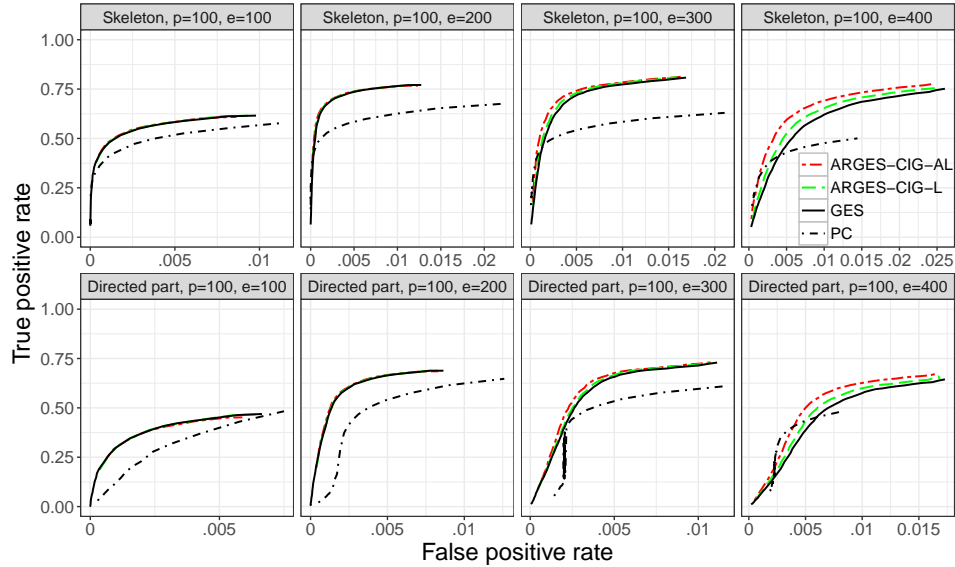 Skeleton, p=100, e=100
Skeleton, p=100, e=200
Skeleton, p=100, e=300
Skeleton, p=100, e=400
1.00
0.75
0.50
0.25
0.00
ARGES−CIG−AL
ARGES−CIG−L
GES
PC
0 .005 .01
0 .005 .01 0.015 .02
0 .005 .01 0.015 .02
0 .005 .01 0.015 .02 .025
Directed part, p=100, e=100
Directed part, p=100, e=200
Directed part, p=100, e=300
Directed part, p=100, e=400
1.00
0.75
0.50
0.25
0.00
0 .005
0 .005 .01
0 .005 .01
0 .005 .01 0.015
True positive rate
False positive rate